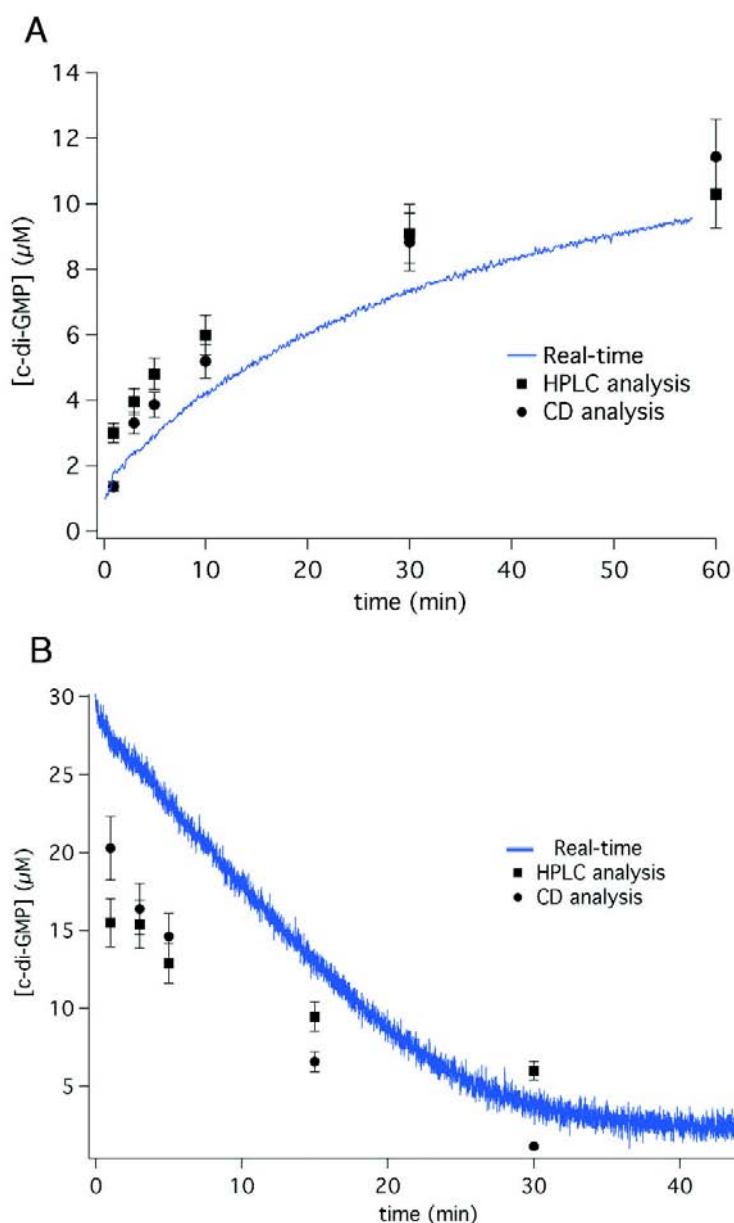 A
14
12
10
8
6
4
2
0
[c-di-GMP] (μM)
Real-time
HPLC analysis
CD analysis
0 10 20 30 40 50 60
time (min)
B
30
25
20
15
10
5
[c-di-GMP] (μM)
Real-time
HPLC analysis
CD analysis
0 10 20 30 40
time (min)